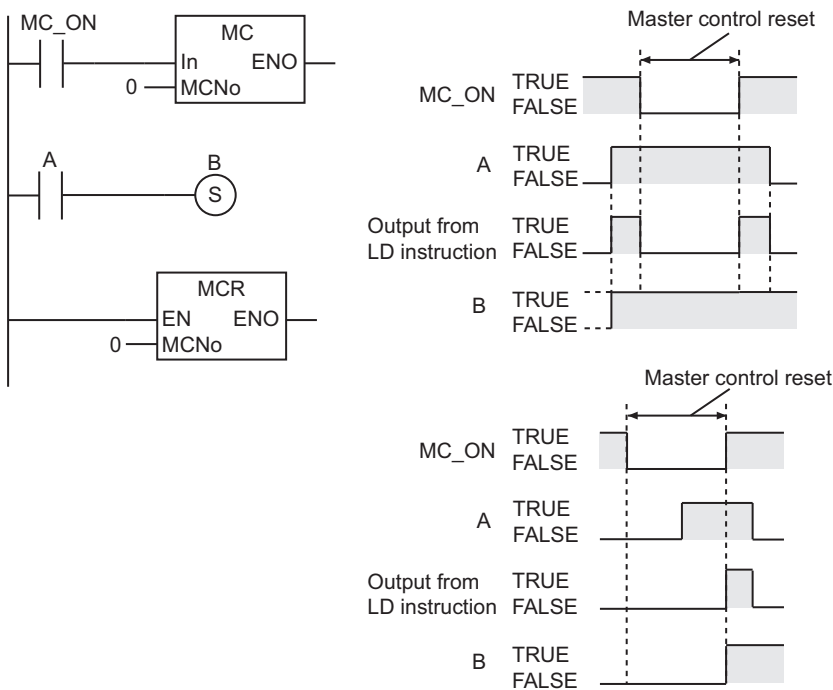 MC_ON
MC
In ENO
0 MCNo
A
B
S
MCR
EN ENO
0 MCNo
Master control reset
MC_ON TRUE
FALSE
A TRUE
FALSE
Output from TRUE
LD instruction FALSE
B TRUE
FALSE
Master control reset
MC_ON TRUE
FALSE
A TRUE
FALSE
Output from TRUE
LD instruction FALSE
B TRUE
FALSE